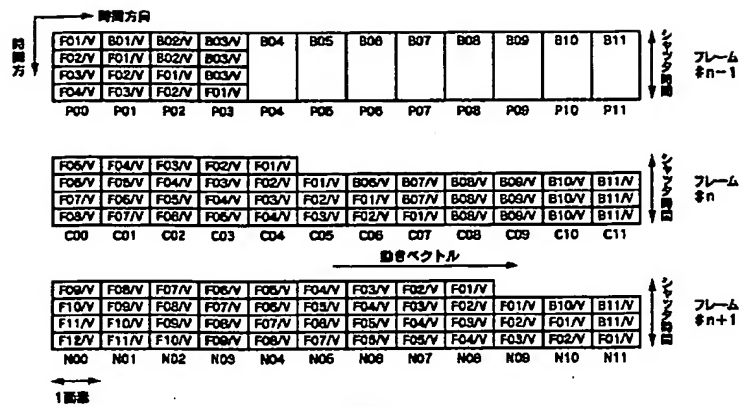 時間方向
時間方
F01/V B01/V B02/V B03/V B04 B05 B06 B07 B08 B09 B10 B11
F02/V F01/V B02/V B03/V
F03/V F02/V F01/V B03/V
F04/V F03/V F02/V F01/V
P00 P01 P02 P03 P04 P05 P06 P07 P08 P09 P10 P11
シャッタ時間
フレーム
#n-1
F05/V F04/V F03/V F02/V F01/V
F06/V F05/V F04/V F03/V F02/V F01/V B06/V B07/V B08/V B09/V B10/V B11/V
F07/V F06/V F05/V F04/V F03/V F02/V F01/V B07/V B08/V B09/V B10/V B11/V
F08/V F07/V F06/V F05/V F04/V F03/V F02/V F01/V B08/V B09/V B10/V B11/V
C00 C01 C02 C03 C04 C05 C06 C07 C08 C09 C10 C11
シャッタ時間
フレーム
#n
動きベクトル
F09/V F08/V F07/V F06/V F05/V F04/V F03/V F02/V F01/V
F10/V F09/V F08/V F07/V F06/V F05/V F04/V F03/V F02/V F01/V B10/V B11/V
F11/V F10/V F09/V F08/V F07/V F06/V F05/V F04/V F03/V F02/V F01/V B11/V
F12/V F11/V F10/V F09/V F08/V F07/V F06/V F05/V F04/V F03/V F02/V F01/V
N00 N01 N02 N03 N04 N05 N06 N07 N08 N09 N10 N11
シャッタ時間
フレーム
#n+1
1画素